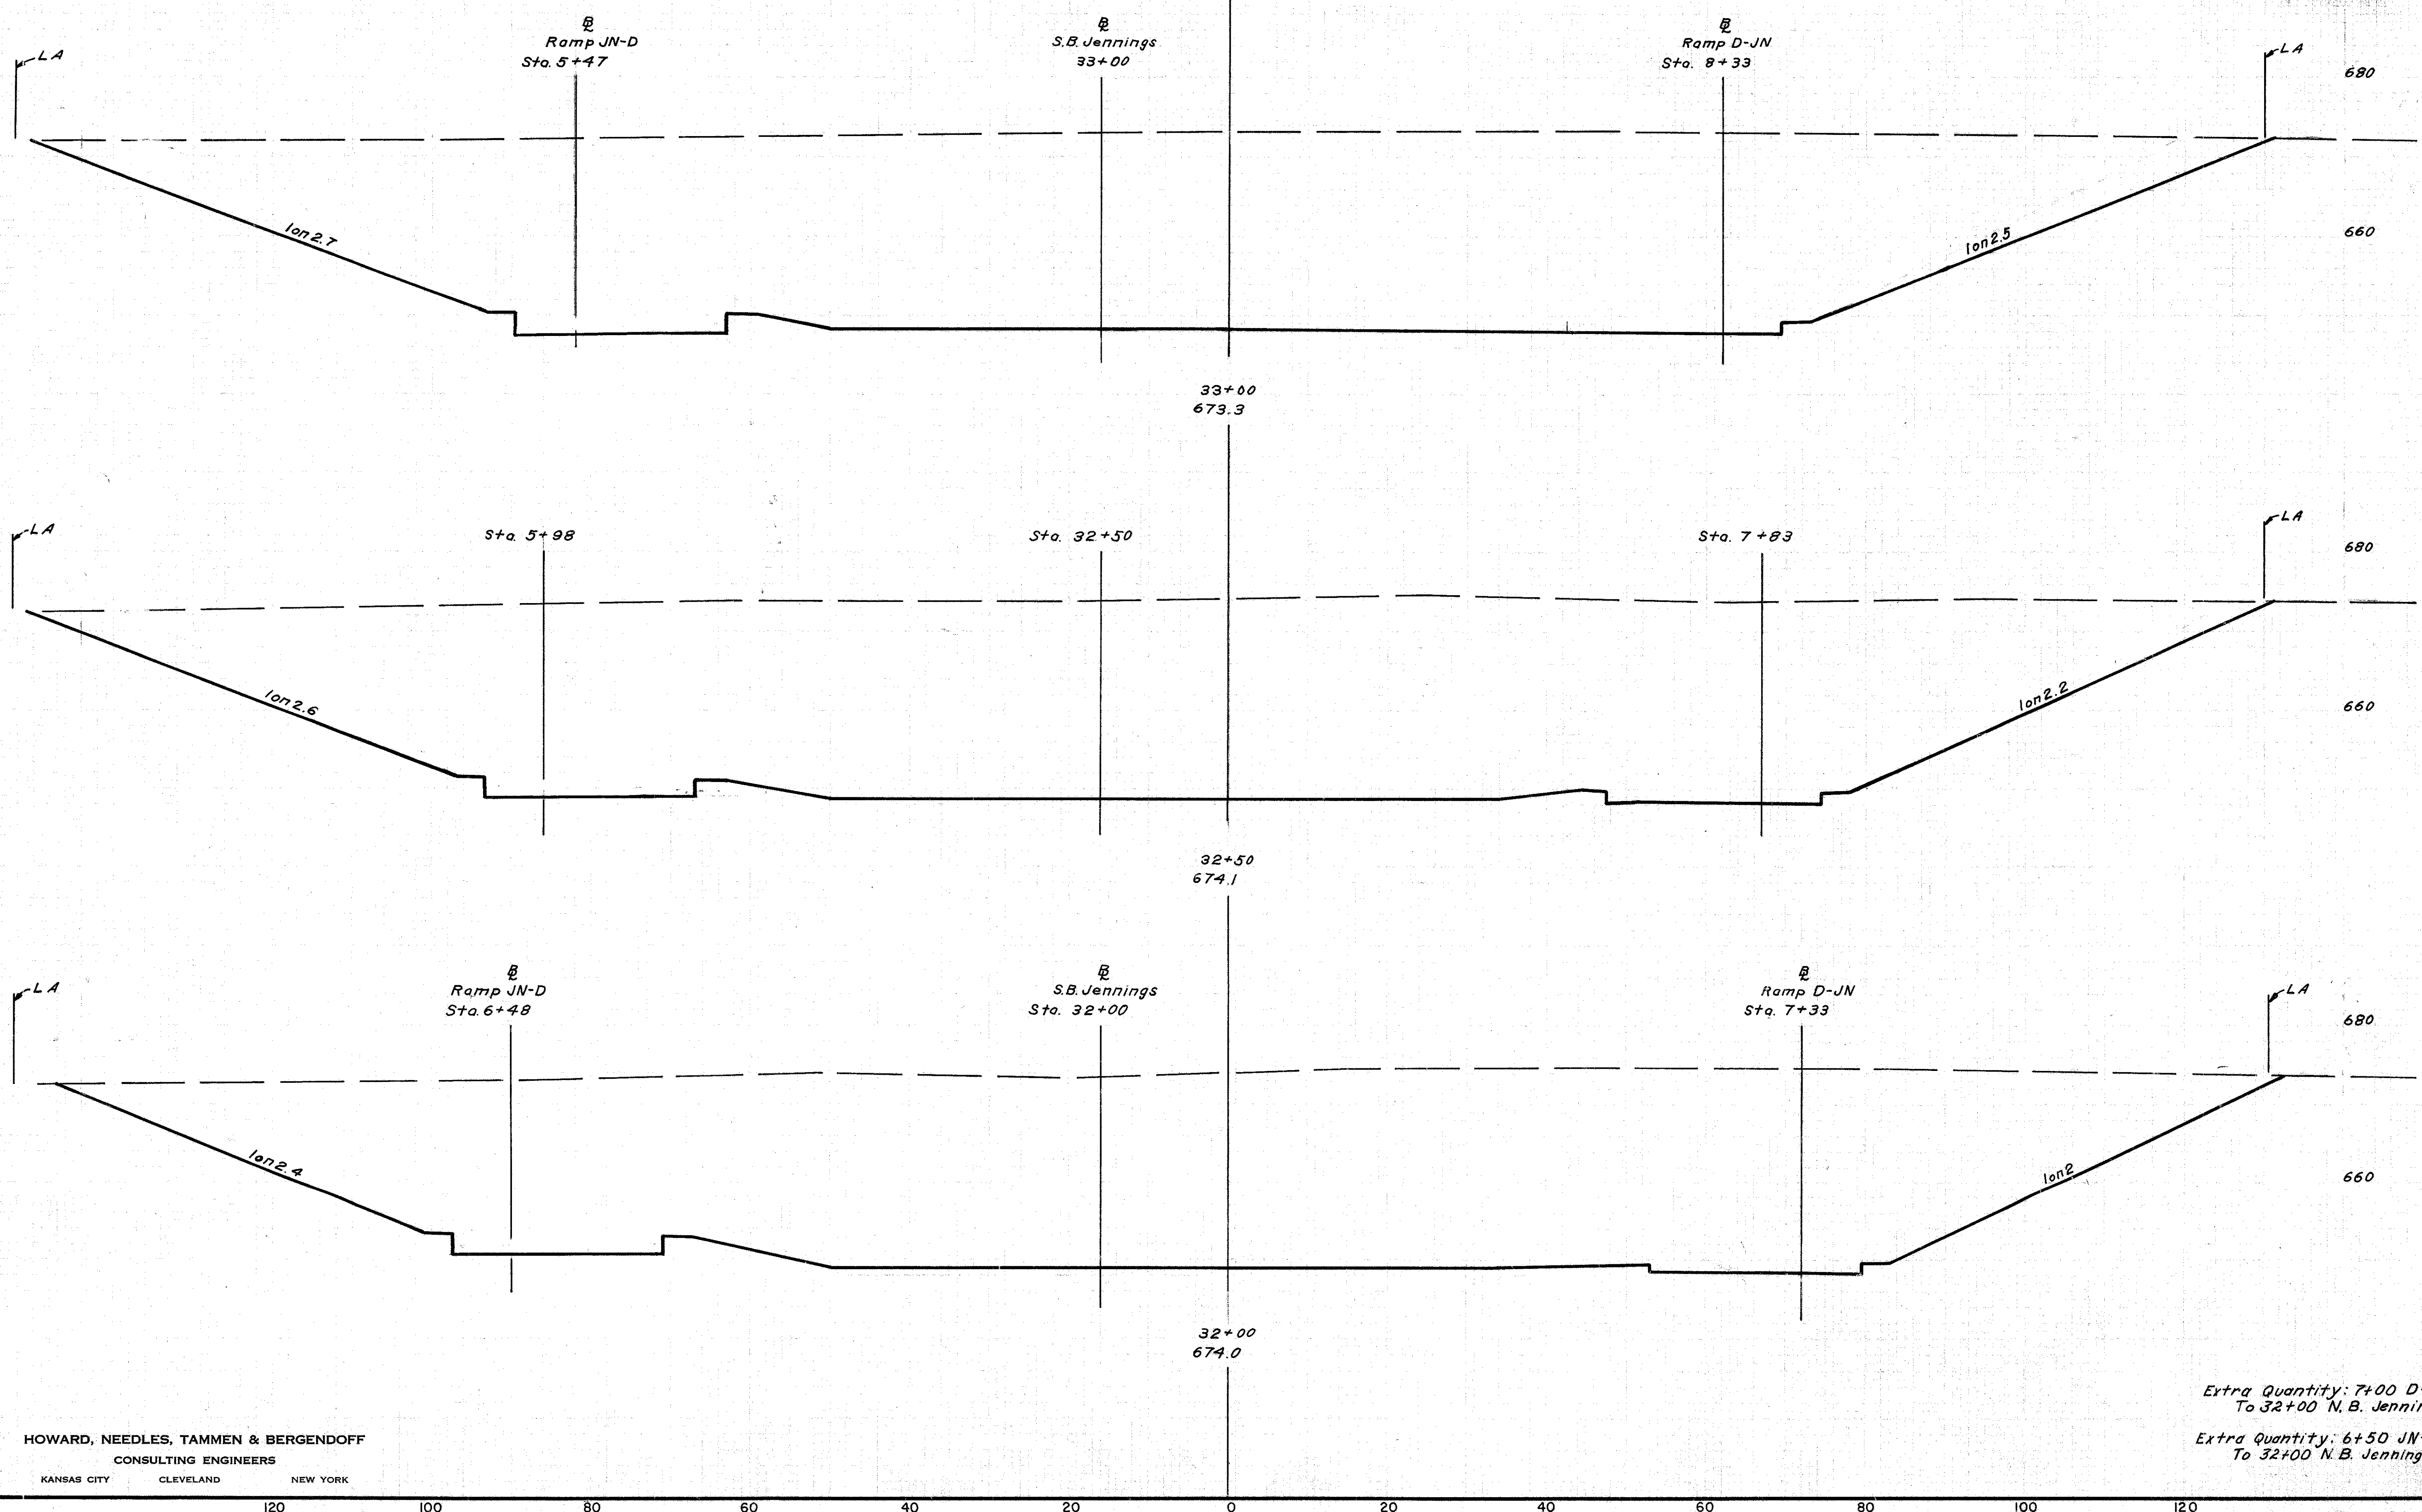 ℄ ℄ ℄
Ramp JN-D S.B. Jennings Ramp D-JN
LA Sta. 5+47 33+00 Sta. 8+33 LA
680
1on2.7 1on2.5 660
33+00
673.3
LA Sta. 5+98 Sta. 32+50 Sta. 7+83 LA
680
1on2.6 1on2.2 660
32+50
674.1
Ramp JN-D S.B. Jennings Ramp D-JN
LA Sta. 6+48 Sta. 32+00 Sta. 7+33 LA
680
1on2.4 1on2 660
32+00
674.0
Extra Quantity: 7+00 D
To 32+00 N.B. Jennin
Extra Quantity: 6+50 JN
To 32+00 N.B. Jenning
HOWARD, NEEDLES, TAMMEN & BERGENDOFF
CONSULTING ENGINEERS
KANSAS CITY CLEVELAND NEW YORK
120 100 80 60 40 20 0 20 40 60 80 100 120